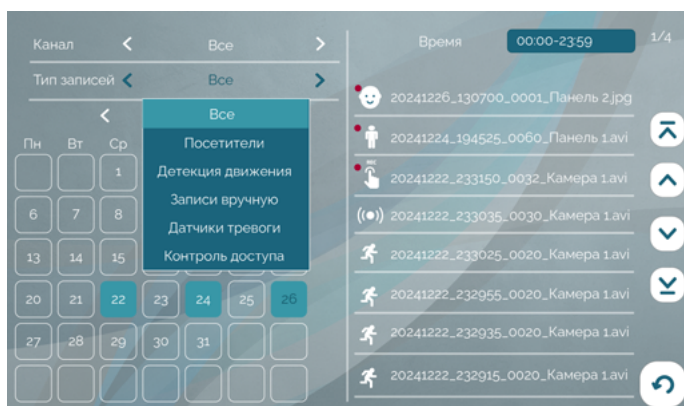 Канал
Все
Тип записей
Все
Все
Посетители
Детекция движения
Записи вручную
Датчики тревоги
Контроль доступа
Пн Вт Ср
1
6 7 8
13 14 15
20 21 22 23 24 25 26
27 28 29 30 31
Время 00:00-23:59 1/4
20241226_130700_0001_Панель 2.jpg
20241224_194525_0060_Панель 1.avi
REC
20241222_233150_0032_Камера 1.avi
20241222_233035_0030_Камера 1.avi
20241222_233025_0020_Камера 1.avi
20241222_232955_0020_Камера 1.avi
20241222_232935_0020_Камера 1.avi
20241222_232915_0020_Камера 1.avi